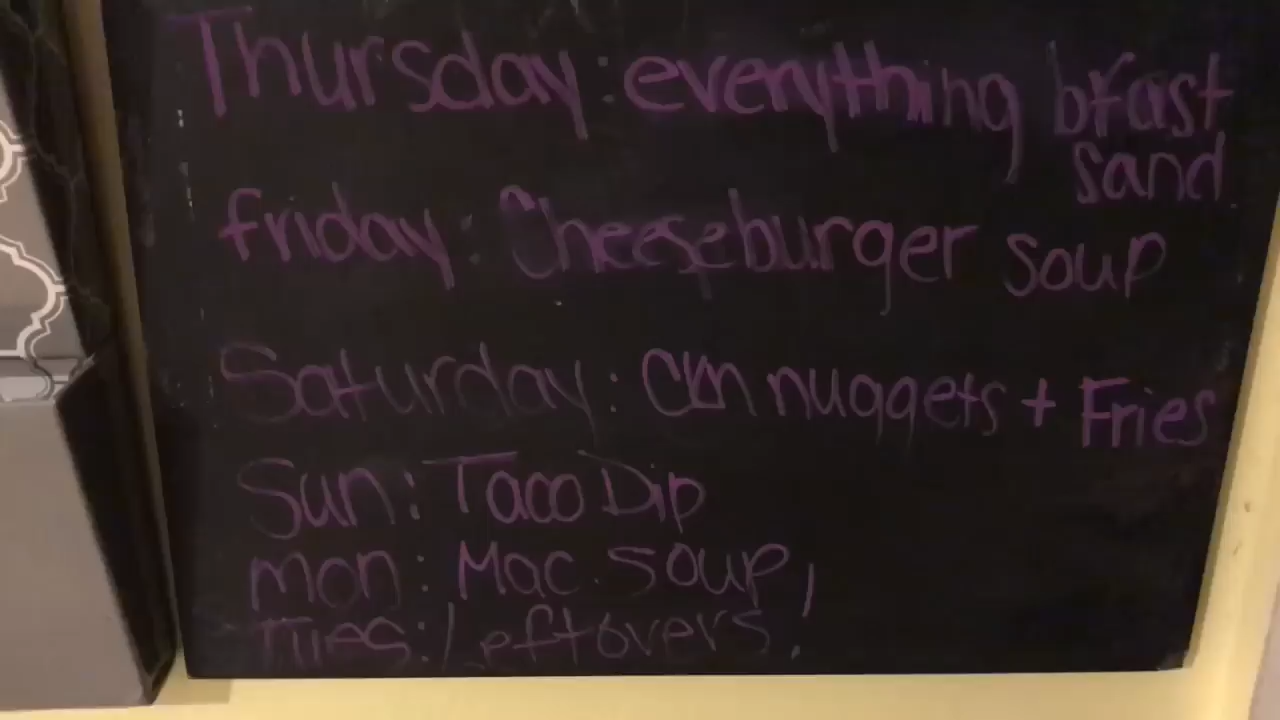 Thursday: everything bfast
sand
friday: Cheeseburger soup
Saturday: Ckn nuggets + Fries
Sun: Taco Dip
mon: Mac. Soup,
Tues: Leftovers!